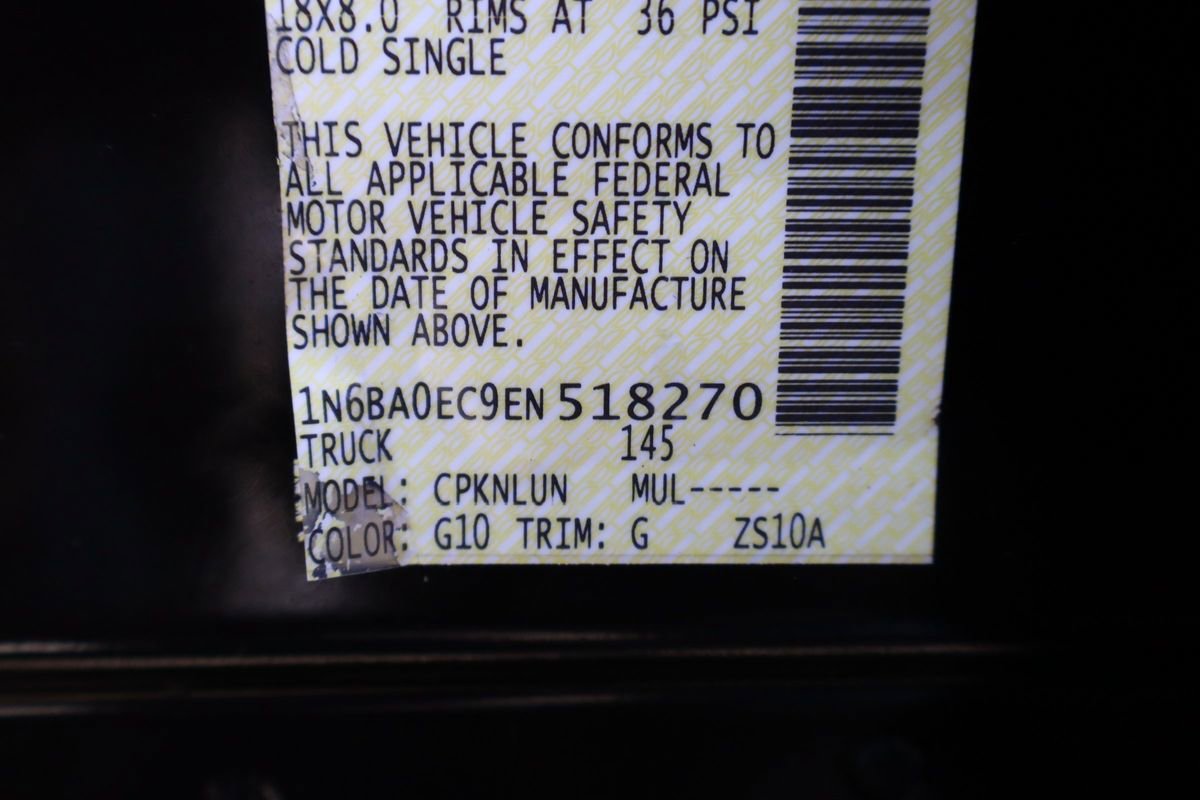 18X8.0 RIMS AT 36 PSI
COLD SINGLE
THIS VEHICLE CONFORMS TO
ALL APPLICABLE FEDERAL
MOTOR VEHICLE SAFETY
STANDARDS IN EFFECT ON
THE DATE OF MANUFACTURE
SHOWN ABOVE.
1N6BA0EC9EN518270
TRUCK 145
MODEL: CPKNLUN MUL-----
COLOR: G10 TRIM: G ZS10A